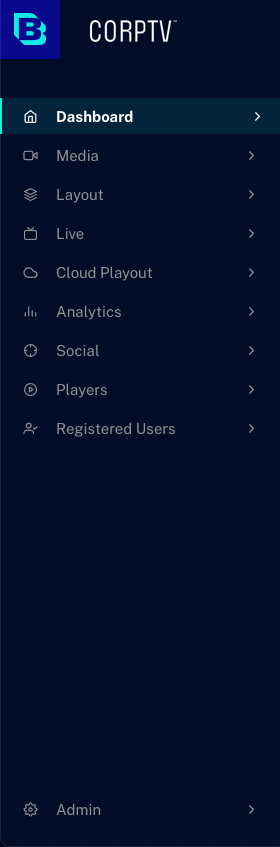 B
CORPTV™
Dashboard
Media
Layout
Live
Cloud Playout
Analytics
Social
Players
Registered Users
Admin